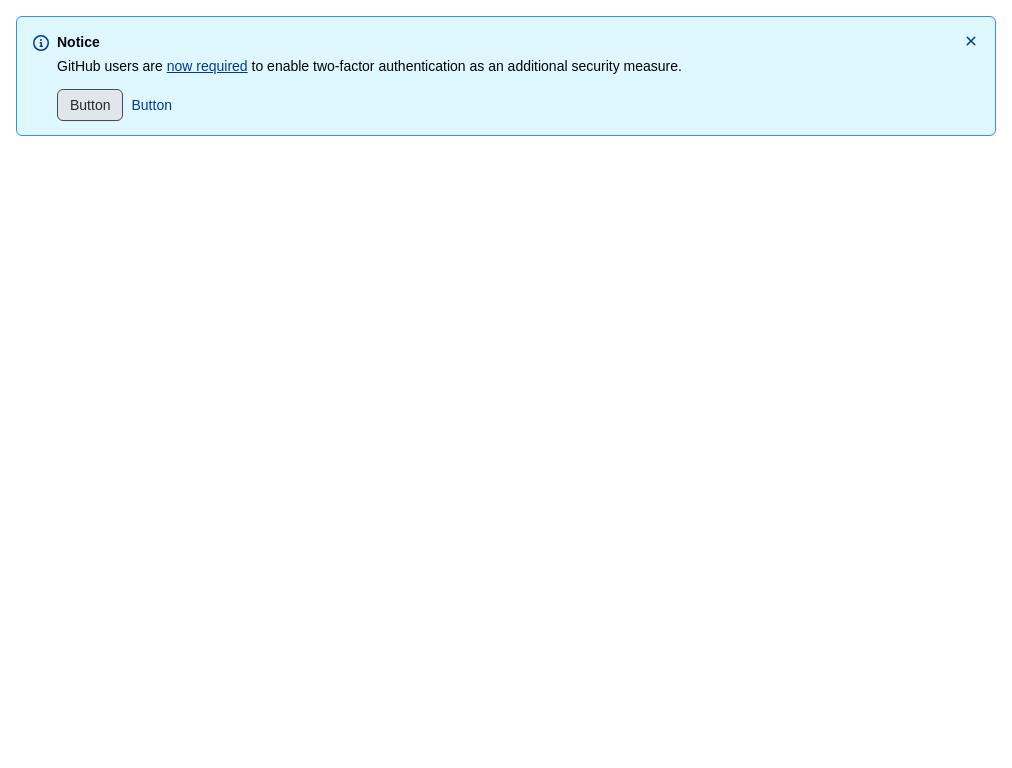 Notice
GitHub users are now required to enable two-factor authentication as an additional security measure.
Button Button